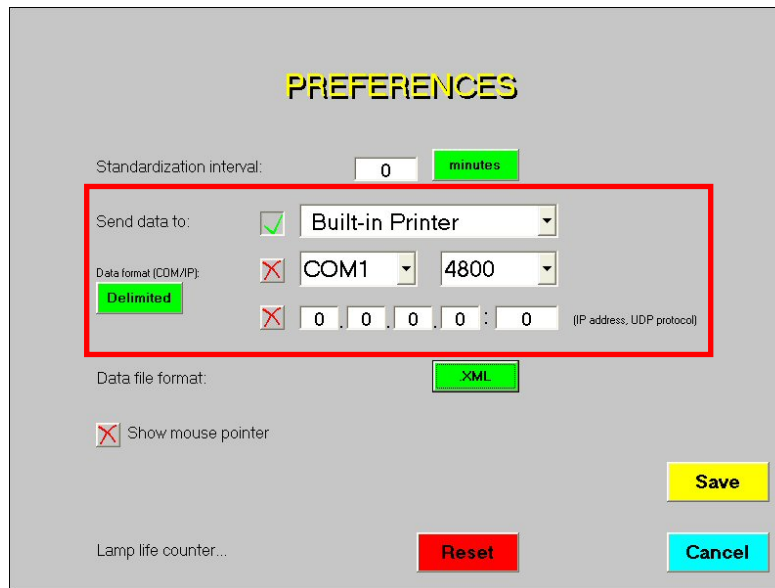 PREFERENCES
Standardization interval: 0 minutes
Send data to: Built-in Printer
Data format (COM/IP): COM1 4800
Delimited
0 . 0 . 0 . 0 : 0 (IP address, UDP protocol)
Data file format: .XML
Show mouse pointer
Save
Lamp life counter... Reset Cancel